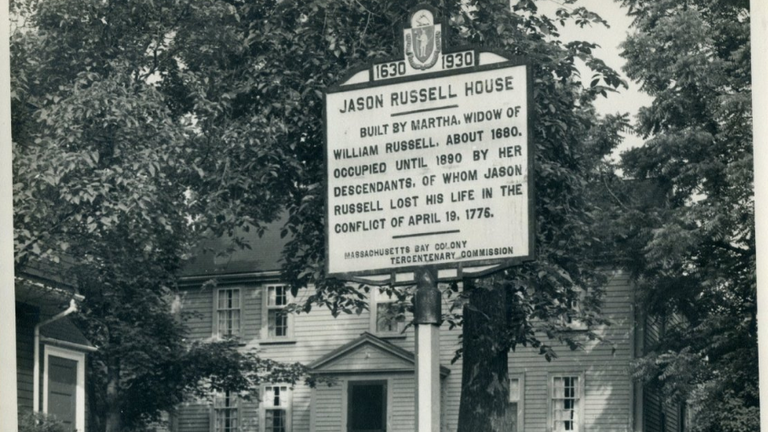 1630 1930
JASON RUSSELL HOUSE
BUILT BY MARTHA, WIDOW OF
WILLIAM RUSSELL, ABOUT 1680.
OCCUPIED UNTIL 1890 BY HER
DESCENDANTS, OF WHOM JASON
RUSSELL LOST HIS LIFE IN THE
CONFLICT OF APRIL 19, 1775.
MASSACHUSETTS BAY COLONY
TERCENTENARY COMMISSION